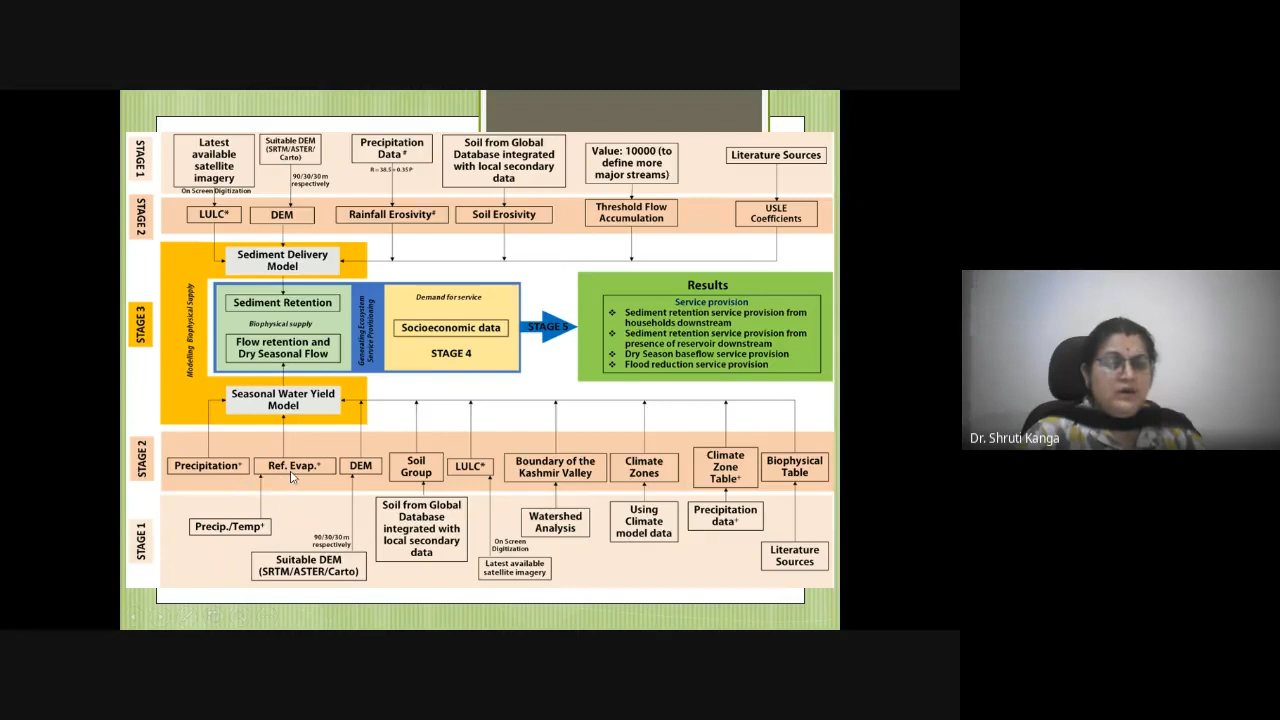 STAGE 1
Latest
available
satellite
imagery
Suitable DEM
(SRTM/ASTER/
Carto)
Precipitation
Data #
Soil from Global
Database integrated
with local secondary
data
Value: 10000 (to
define more
major streams)
Literature Sources
On Screen Digitization
90/30/30 m
respectively
R = 38.5 + 0.35 P
STAGE 2
LULC*
DEM
Rainfall Erosivity#
Soil Erosivity
Threshold Flow
Accumulation
USLE
Coefficients
STAGE 3
Modelling Biophysical Supply
Sediment Delivery
Model
Sediment Retention
Biophysical supply
Flow retention and
Dry Seasonal Flow
Generating Ecosystem
Service Provisioning
Demand for service
Socioeconomic data
STAGE 4
STAGE 5
Results
Service provision
❖ Sediment retention service provision from
households downstream
❖ Sediment retention service provision from
presence of reservoir downstream
❖ Dry Season baseflow service provision
❖ Flood reduction service provision
Seasonal Water Yield
Model
STAGE 2
Precipitation+
Ref. Evap.+
DEM
Soil
Group
LULC*
Boundary of the
Kashmir Valley
Climate
Zones
Climate
Zone
Table+
Biophysical
Table
STAGE 1
Precip./Temp+
90/30/30 m
respectively
Suitable DEM
(SRTM/ASTER/Carto)
Soil from Global
Database
integrated with
local secondary
data
On Screen
Digitization
Latest available
satellite imagery
Watershed
Analysis
Using
Climate
model data
Precipitation
data+
Literature
Sources
Dr. Shruti Kanga